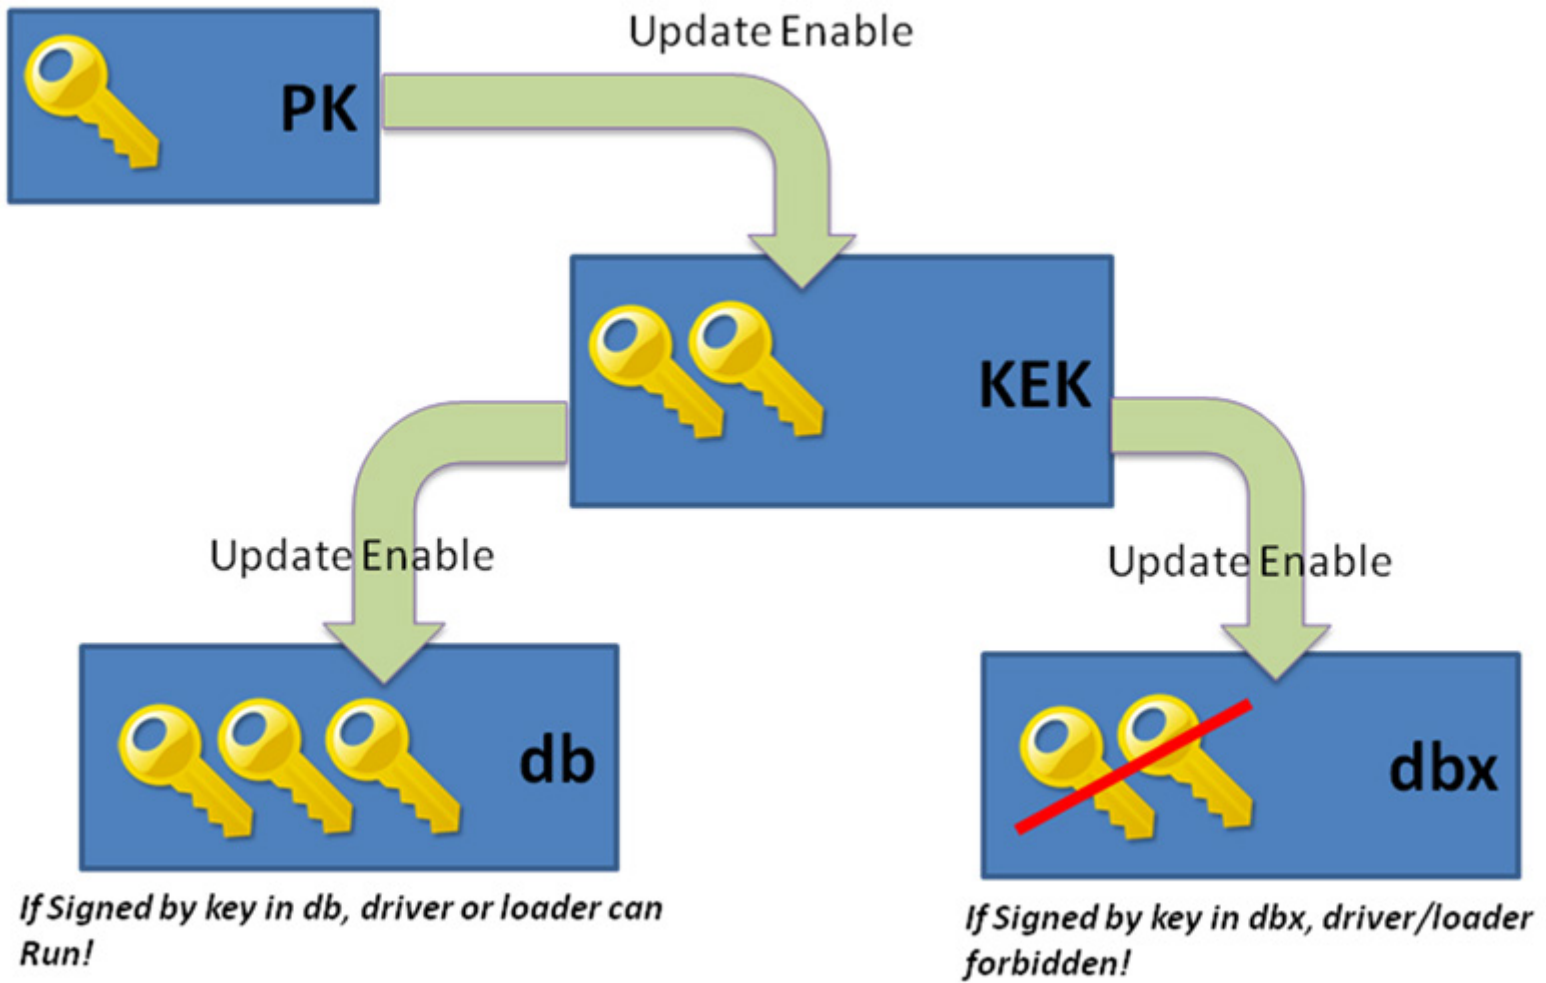 Update Enable
PK
KEK
Update Enable
Update Enable
db
dbx
If Signed by key in db, driver or loader can
Run!
If Signed by key in dbx, driver/loader
forbidden!